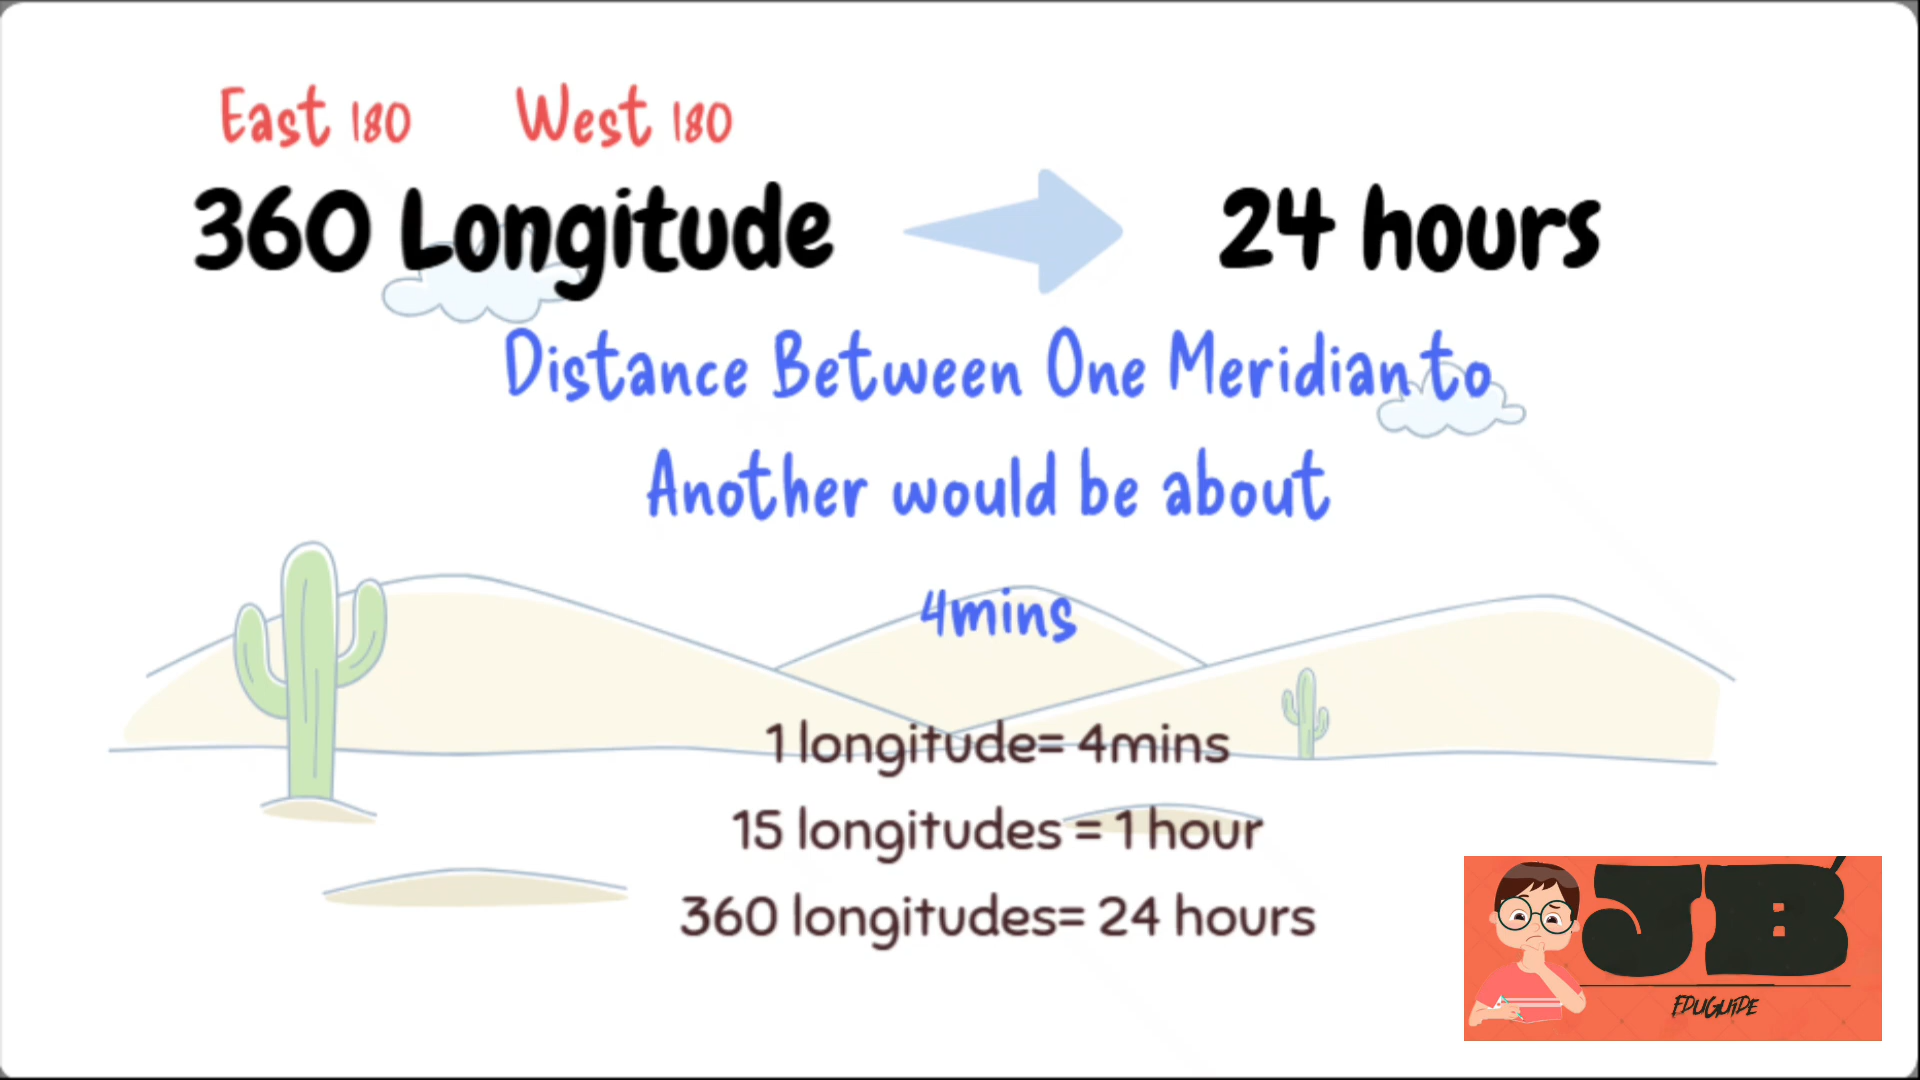 East 180 West 180
360 Longitude 24 hours
Distance Between One Meridian to
Another would be about
4mins
1 longitude= 4mins
15 longitudes = 1 hour
360 longitudes= 24 hours
JB
EDUGUIDE